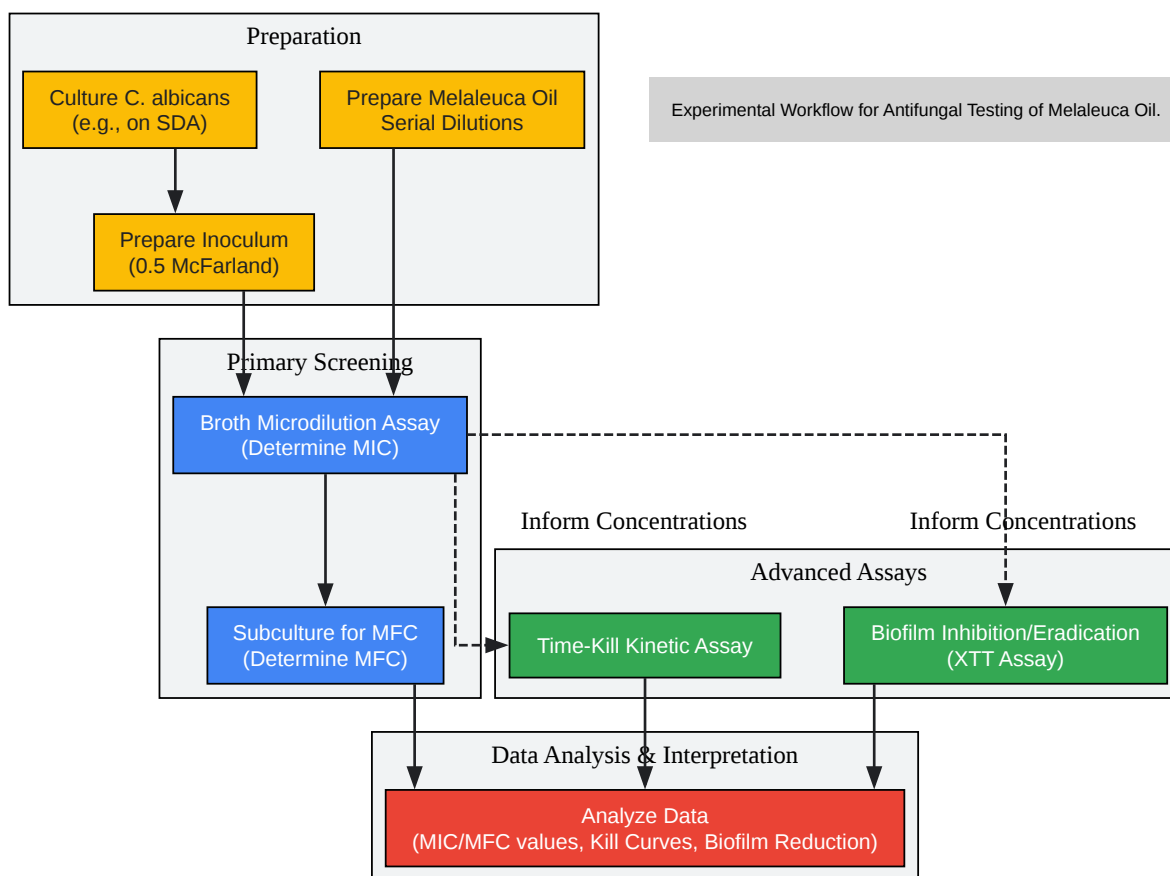 Preparation
Culture C. albicans
(e.g., on SDA)
Prepare Melaleuca Oil
Serial Dilutions
Experimental Workflow for Antifungal Testing of Melaleuca Oil.
Prepare Inoculum
(0.5 McFarland)
Primary Screening
Broth Microdilution Assay
(Determine MIC)
Inform Concentrations
Inform Concentrations
Advanced Assays
Subculture for MFC
(Determine MFC)
Time-Kill Kinetic Assay
Biofilm Inhibition/Eradication
(XTT Assay)
Data Analysis & Interpretation
Analyze Data
(MIC/MFC values, Kill Curves, Biofilm Reduction)